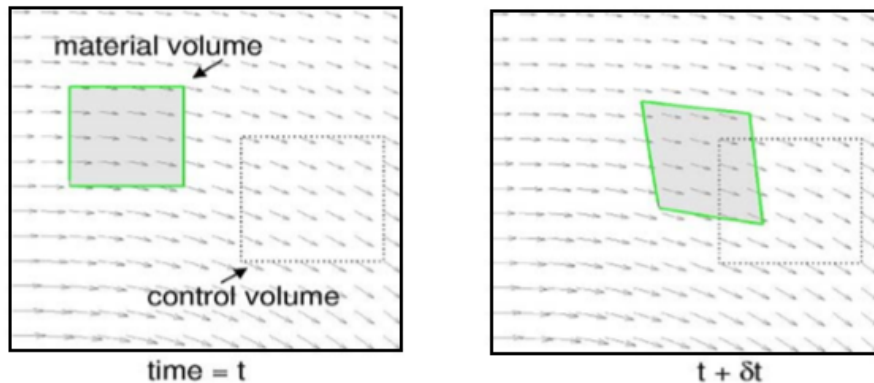 material volume
control volume
time = t
t + δt